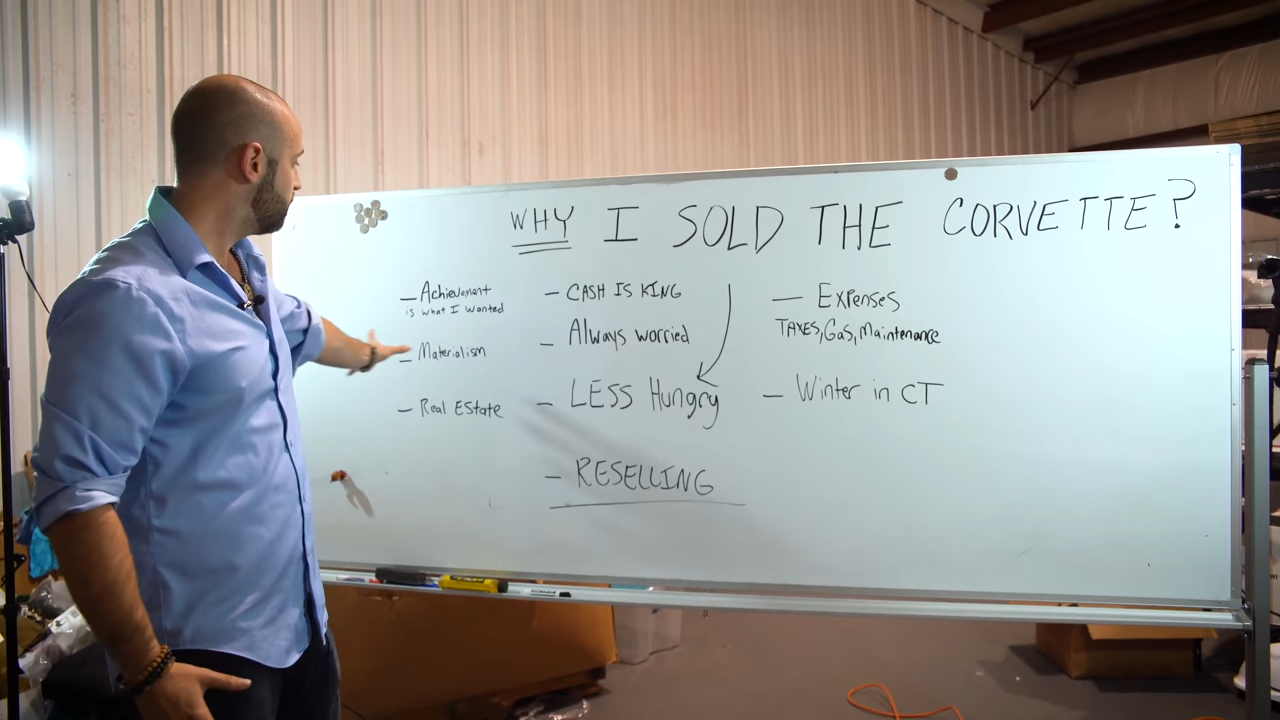 WHY I SOLD THE CORVETTE?
— Achievement
is what I wanted
— Materialism
— Real Estate
— CASH IS KING
— Always worried
— LESS Hungry
— RESELLING
— Expenses
TAXES, Gas, Maintenance
— Winter in CT